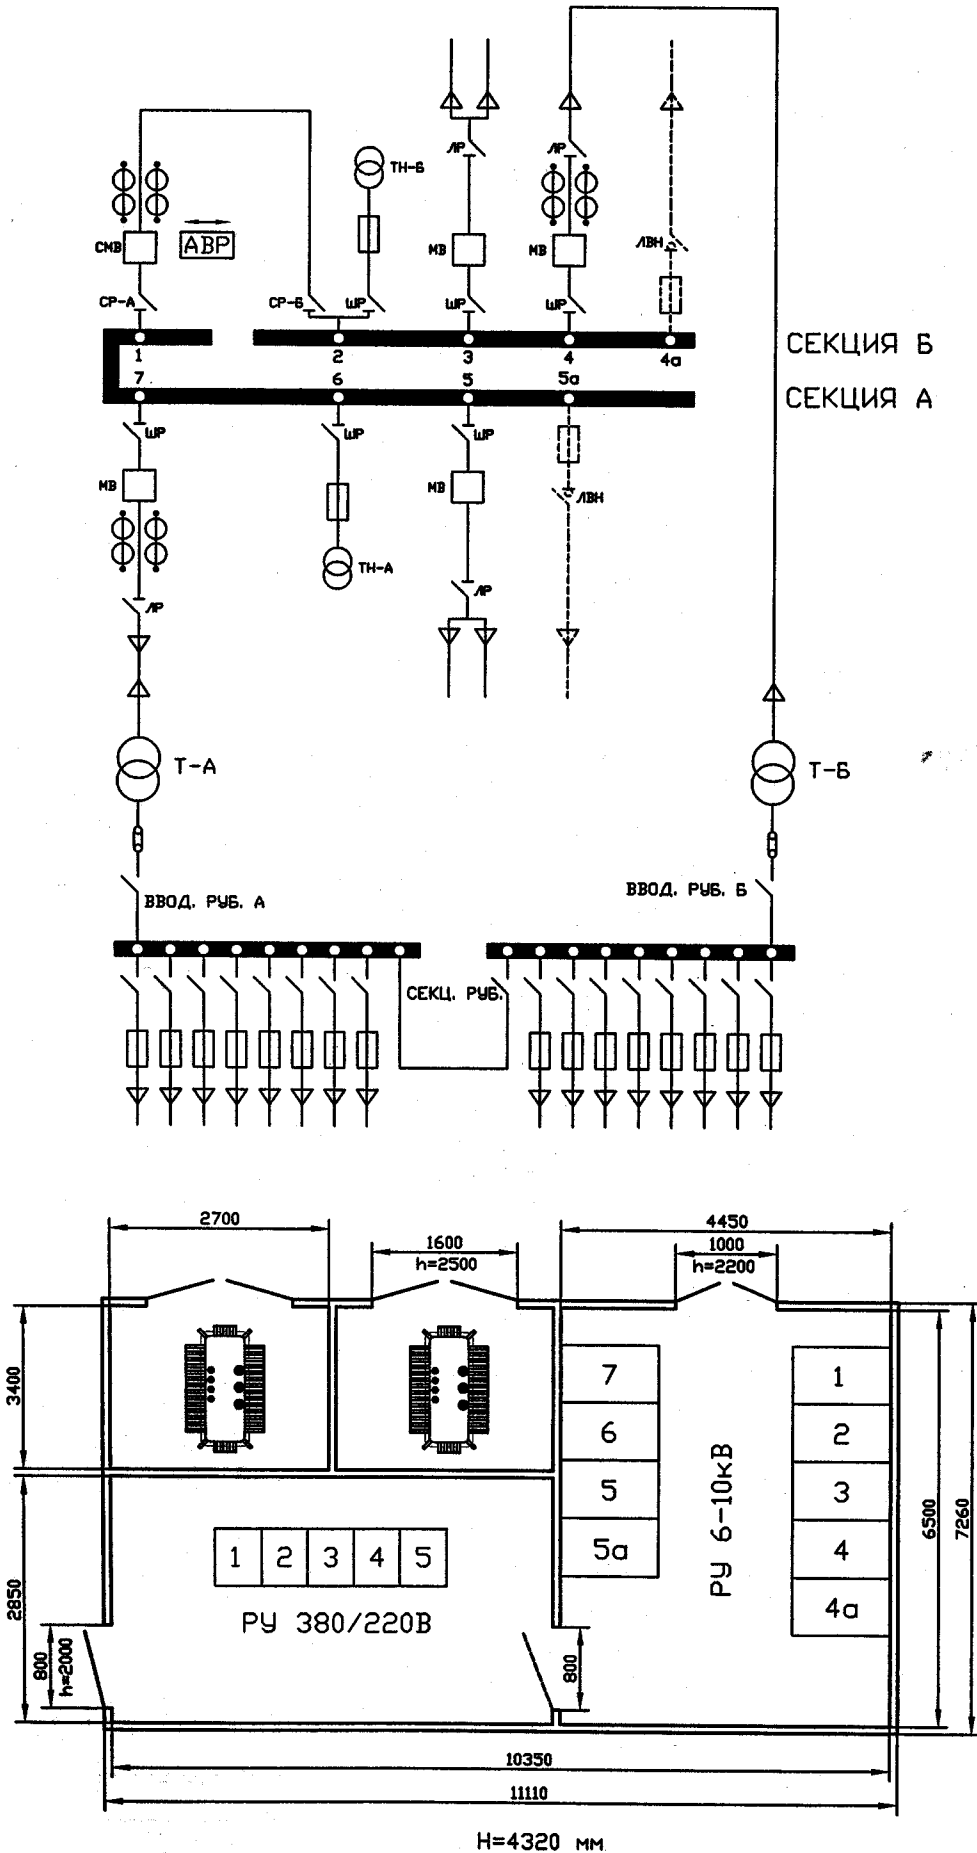 ТН-Б
ЛР
ЛР
СМВ
АВР
МВ
МВ
ЛВН
СР-А
СР-Б
ШР
ШР
ШР
1
2
3
4
4а
СЕКЦИЯ Б
7
6
5
5а
СЕКЦИЯ А
ШР
ШР
ШР
МВ
МВ
ЛВН
ТН-А
ЛР
ЛР
Т-А
Т-Б
ВВОД. РУБ. А
ВВОД. РУБ. Б
СЕКЦ. РУБ.
2700
1600
h=2500
4450
1000
h=2200
3400
7
6
5
5а
РУ 6-10кВ
1
2
3
4
4а
6500
7260
2850
1
2
3
4
5
РУ 380/220В
800
h=2000
800
10350
11110
Н=4320 мм